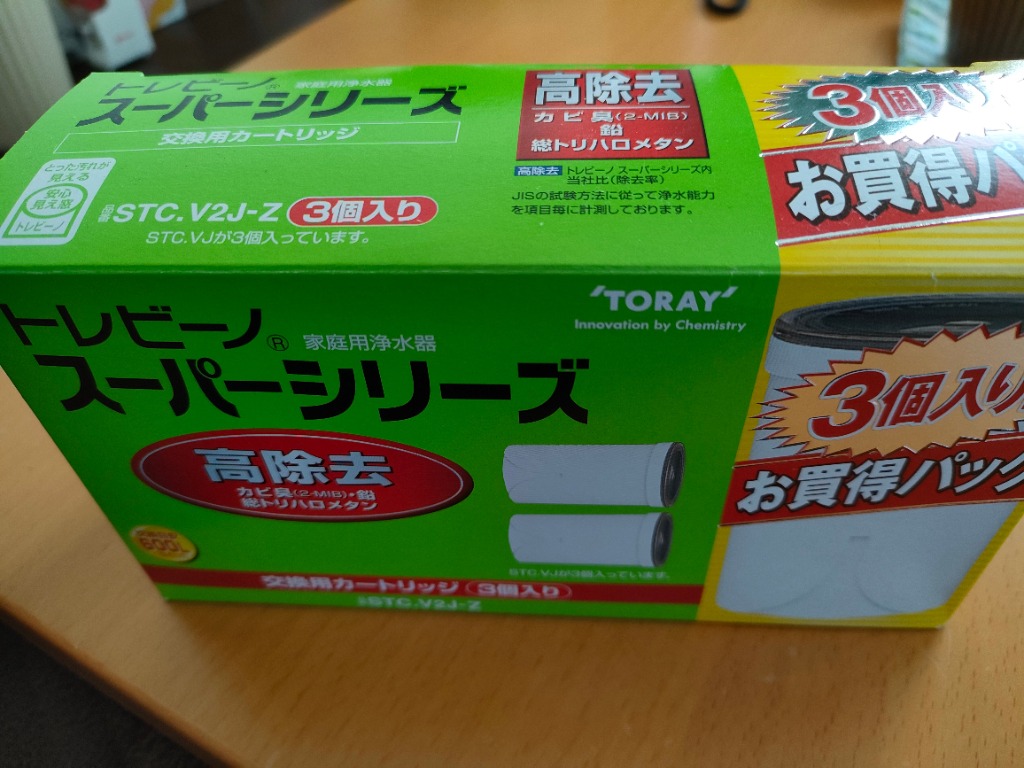 トレビーノ® 家庭用浄水器
スーパーシリーズ
交換用カートリッジ
とった汚れが
見える
安心
見え窓
トレビーノ
品番 STC.V2J-Z 3個入り
STC.VJが3個入っています。
高除去
カビ臭(2-MIB)
鉛
総トリハロメタン
高除去 トレビーノ スーパーシリーズ内
当社比(除去率)
JISの試験方法に従って浄水能力
を項目毎に計測しております。
3個入り
お買得パ
'TORAY'
Innovation by Chemistry
トレビーノ® 家庭用浄水器
スーパーシリーズ
高除去
カビ臭(2-MIB)・鉛
総トリハロメタン
600L
STC.VJが3個入っています。
交換用カートリッジ 3個入り
品番 STC.V2J-Z
3個入り
お買得パック